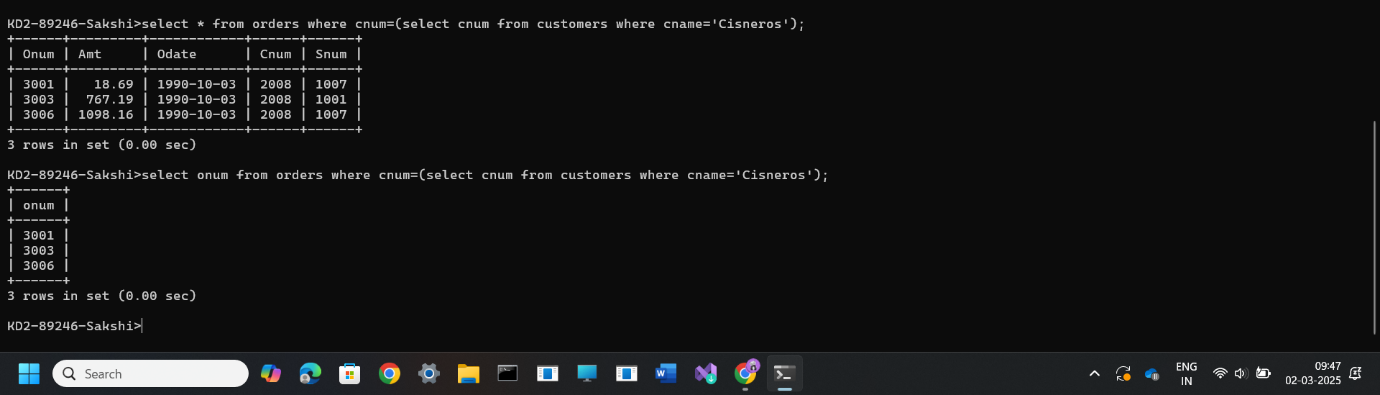 KD2-89246-Sakshi>select * from orders where cnum=(select cnum from customers where cname='Cisneros');
+------+---------+------------+------+------+
| Onum | Amt     | Odate      | Cnum | Snum |
+------+---------+------------+------+------+
| 3001 |   18.69 | 1990-10-03 | 2008 | 1007 |
| 3003 |  767.19 | 1990-10-03 | 2008 | 1001 |
| 3006 | 1098.16 | 1990-10-03 | 2008 | 1007 |
+------+---------+------------+------+------+
3 rows in set (0.00 sec)
KD2-89246-Sakshi>select onum from orders where cnum=(select cnum from customers where cname='Cisneros');
+------+
| onum |
+------+
| 3001 |
| 3003 |
| 3006 |
+------+
3 rows in set (0.00 sec)
KD2-89246-Sakshi>
Search
ENG
IN
09:47
02-03-2025